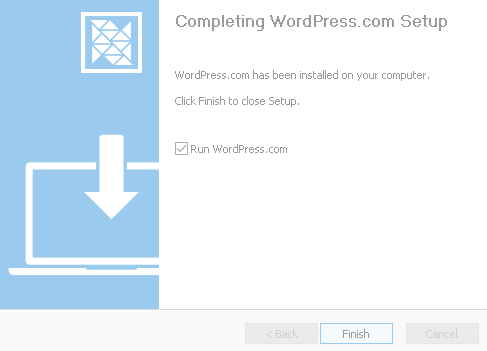 Completing WordPress.com Setup
WordPress.com has been installed on your computer.
Click Finish to close Setup.
Run WordPress.com
< Back
Finish
Cancel